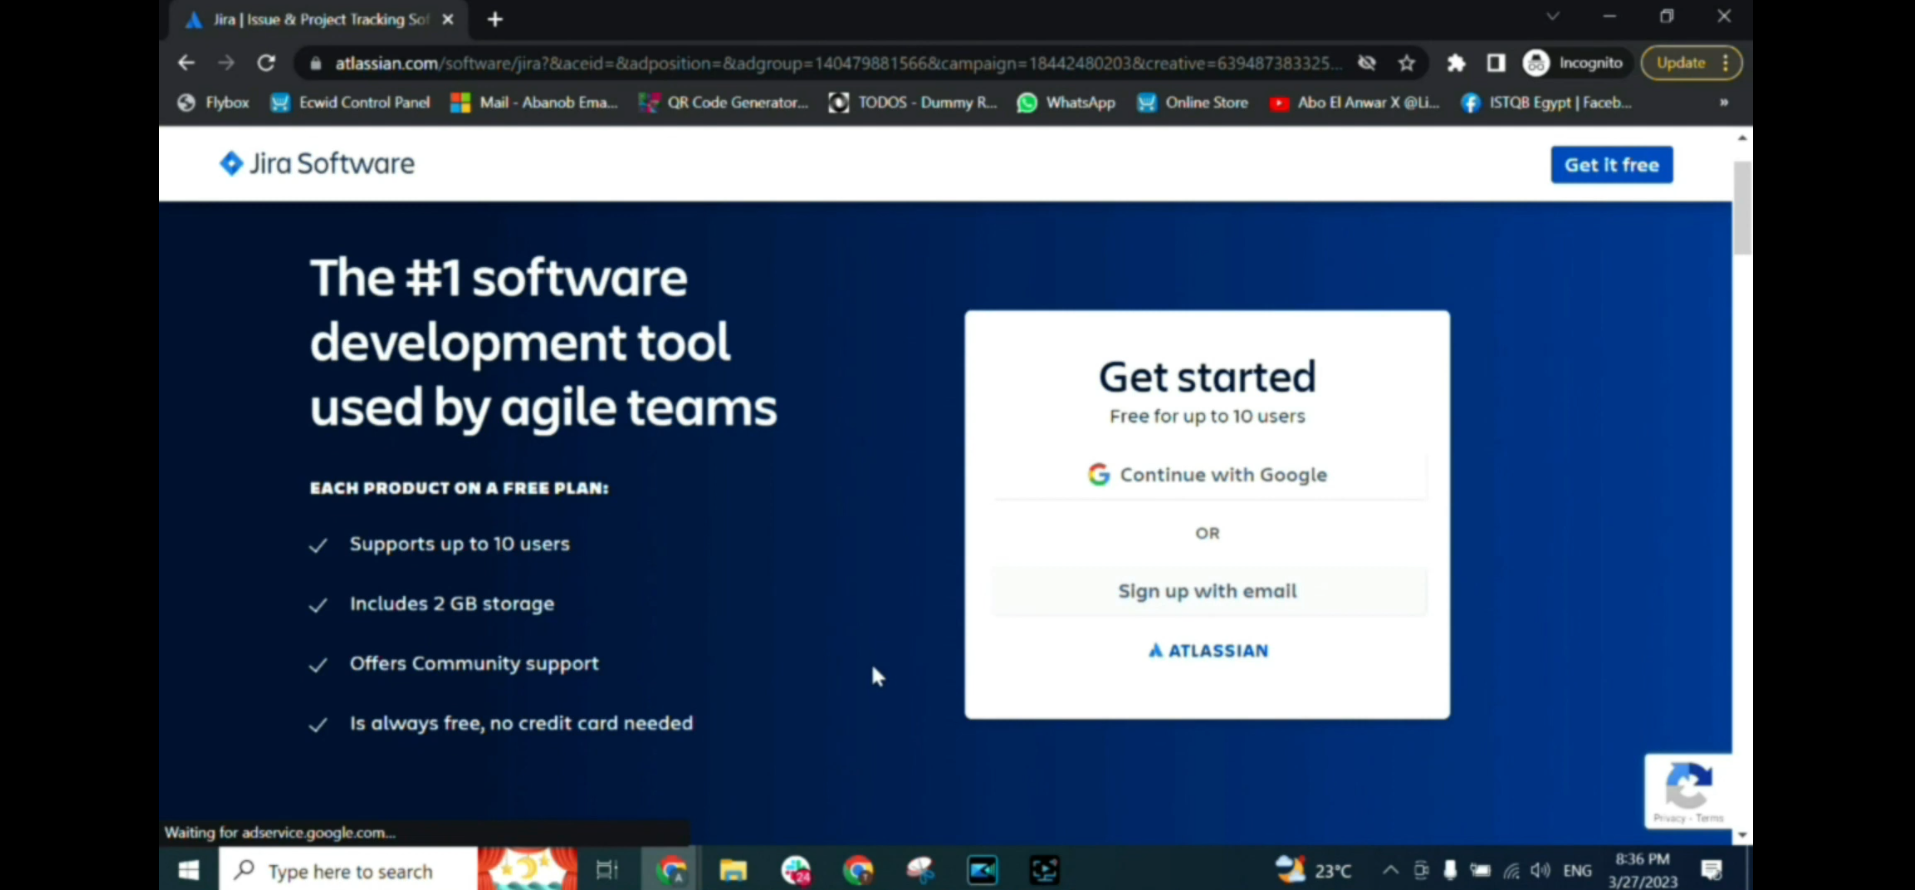 Jira | Issue & Project Tracking Sof
atlassian.com/software/jira?&aceid=&adposition=&adgroup=140479881566&campaign=18442480203&creative=639487383325...
Incognito
Update
Flybox
Ecwid Control Panel
Mail - Abanob Ema...
QR Code Generator...
TODOS - Dummy R...
WhatsApp
Online Store
Abo El Anwar X @Li...
ISTQB Egypt | Faceb...
»
Jira Software
Get it free
The #1 software
development tool
used by agile teams
EACH PRODUCT ON A FREE PLAN:
Supports up to 10 users
Includes 2 GB storage
Offers Community support
Is always free, no credit card needed
Get started
Free for up to 10 users
Continue with Google
OR
Sign up with email
ATLASSIAN
Privacy - Terms
Waiting for adservice.google.com...
Type here to search
24
23°C
ENG
8:36 PM
3/27/2023